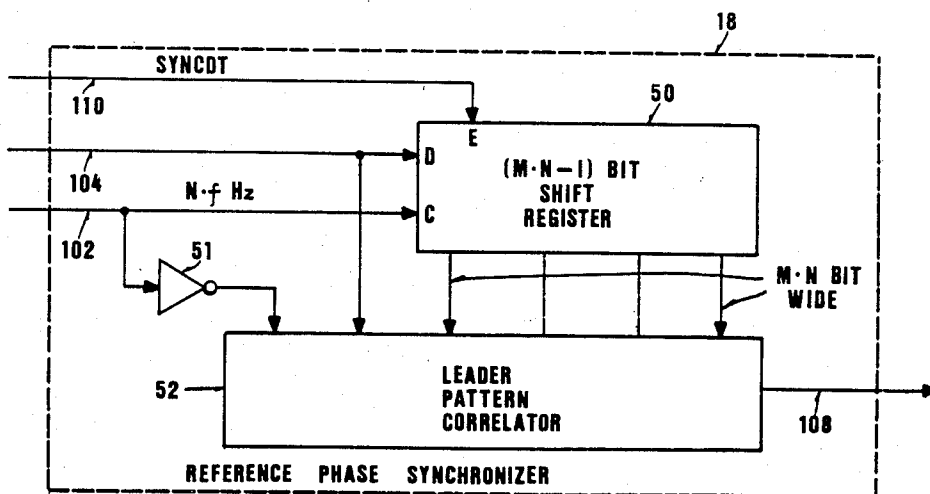 18
SYNCDT
110
50
E
D
104
(M·N-1) BIT
SHIFT
REGISTER
N·f Hz
C
102
51
M·N BIT
WIDE
52
LEADER
PATTERN
CORRELATOR
108
REFERENCE PHASE SYNCHRONIZER